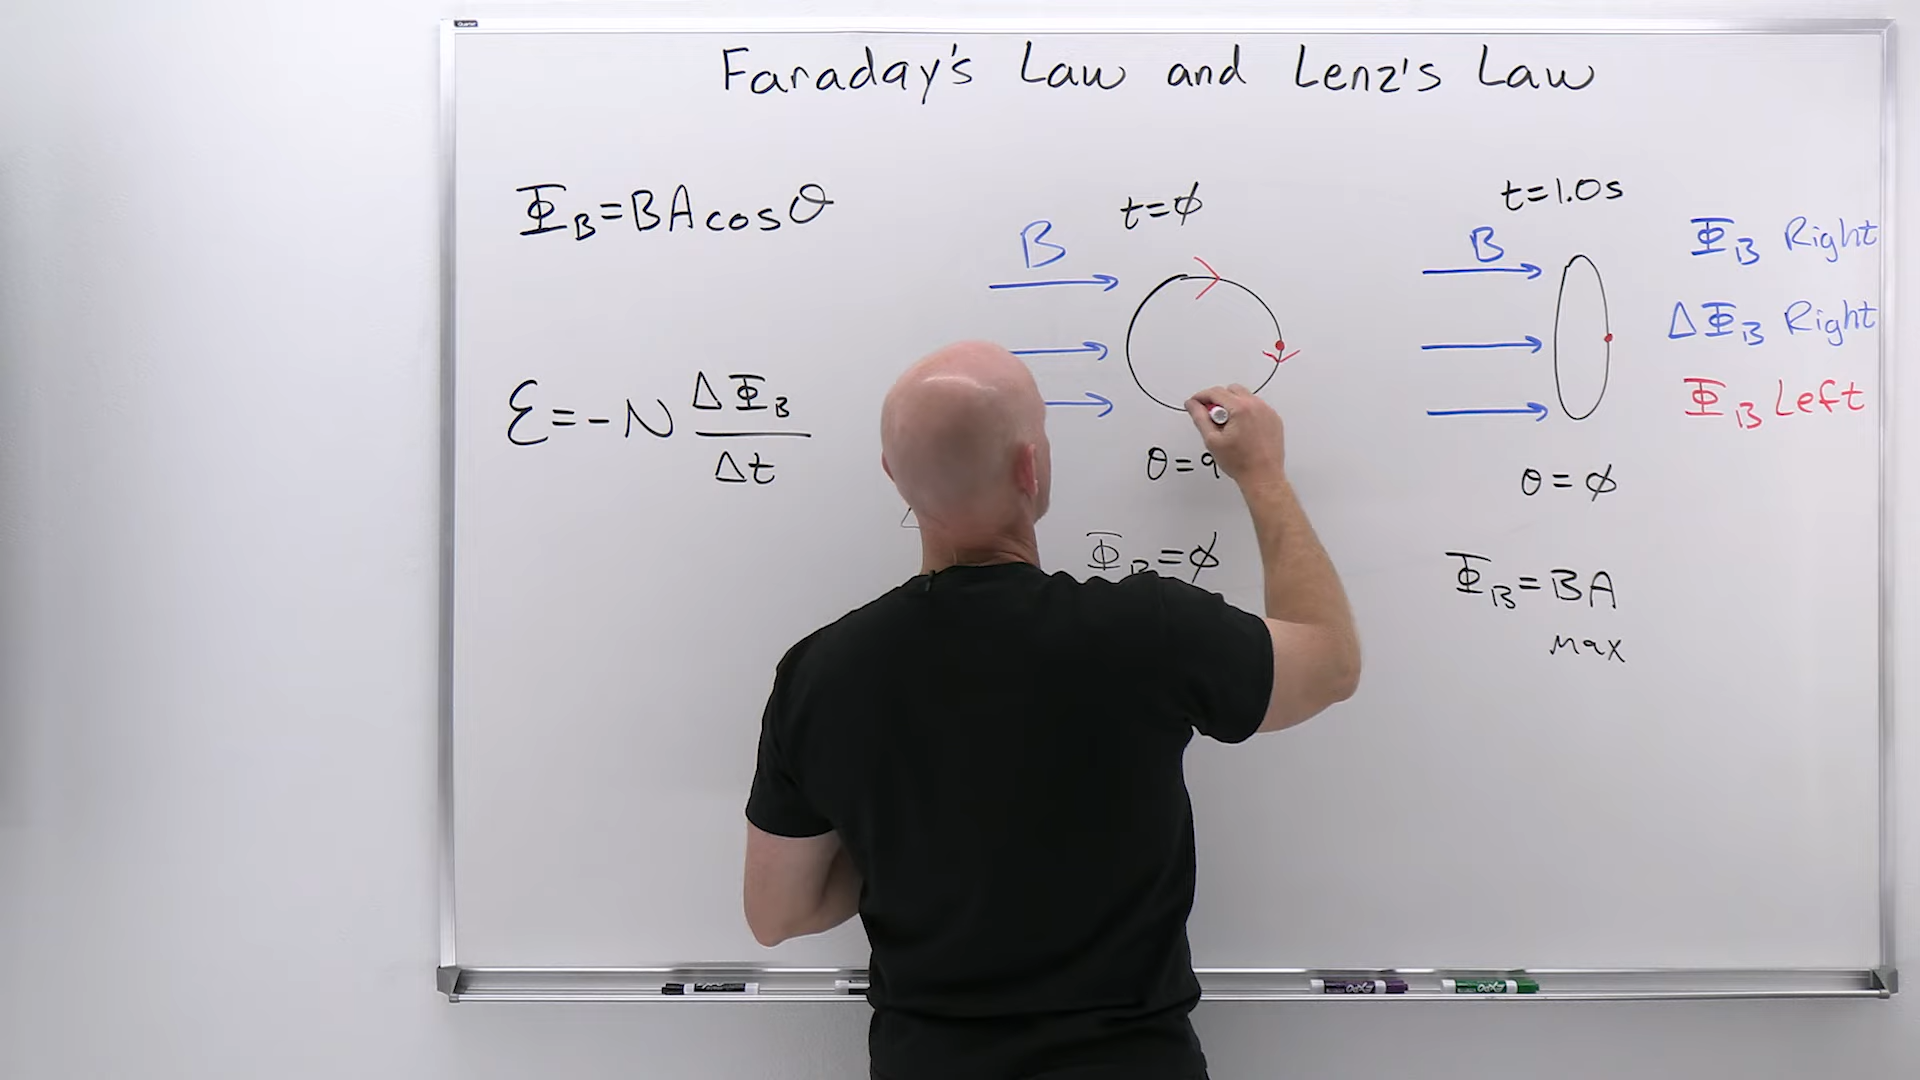 Faraday's Law and Lenz's Law
Φ_B=BAcosθ
ε=-N ΔΦ_B/Δt
t=∅
B
Φ_B=∅
t=1.0s
B
θ=∅
Φ_B=BA
max
Φ_B Right
ΔΦ_B Right
Φ_B Left